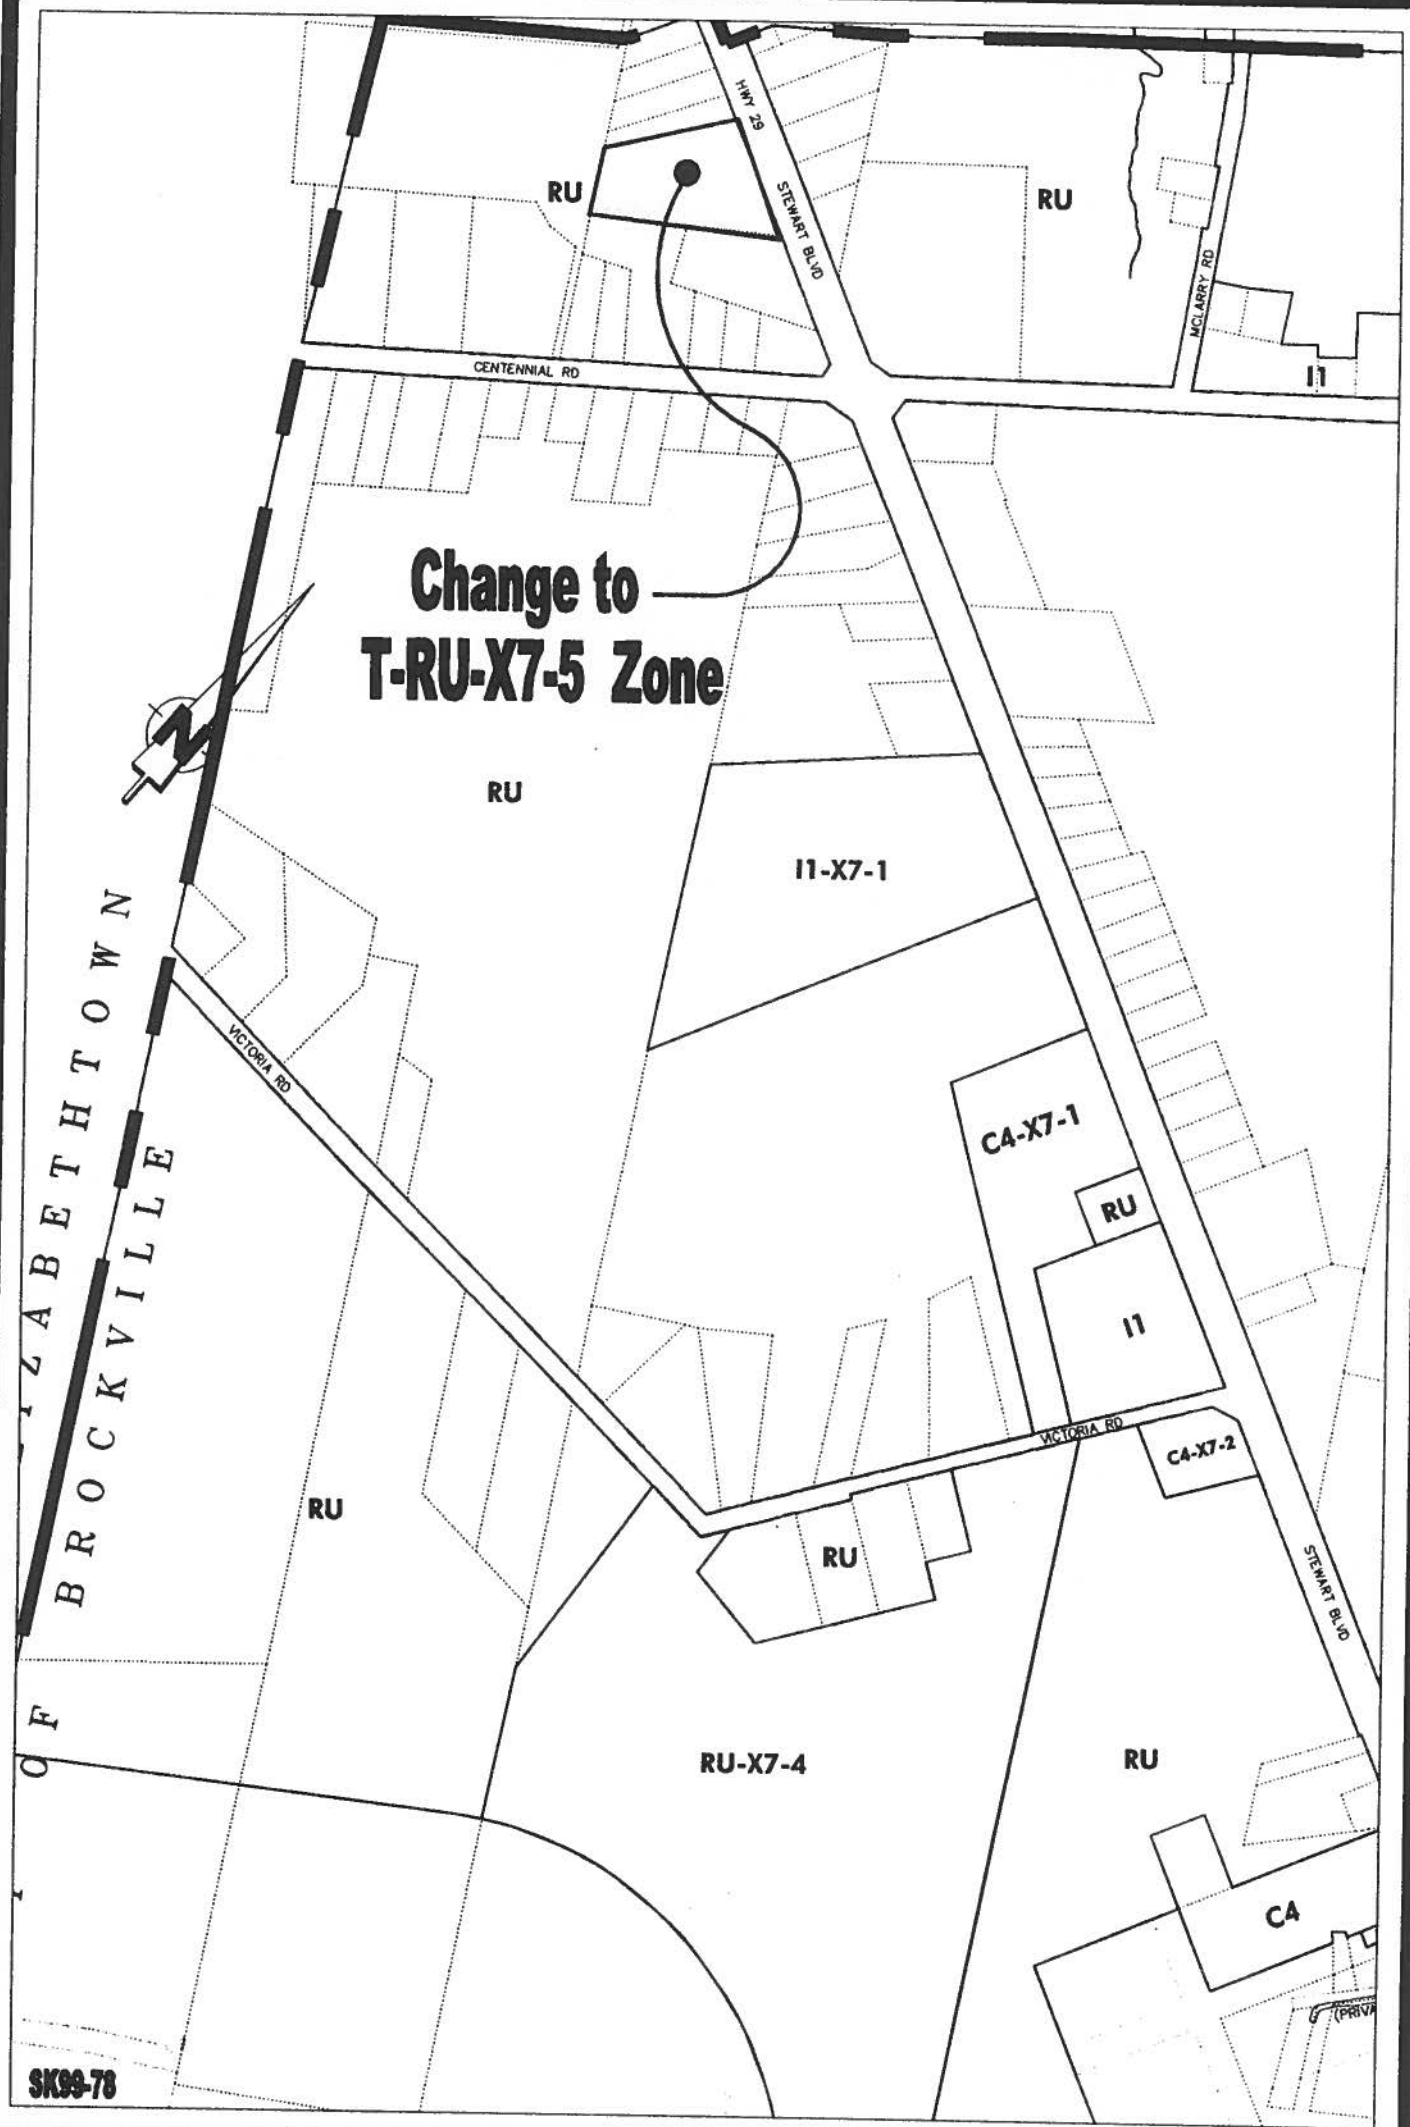 HWY 29
STEWART BLVD
RU
RU
MCLARRY RD
CENTENNIAL RD
I1
Change to
T-RU-X7-5 Zone
N
RU
I1-X7-1
VICTORIA RD
C4-X7-1
RU
I1
VICTORIA RD
C4-X7-2
ZABETHTOWN
OF BROCKVILLE
RU
RU
STEWART BLVD
RU-X7-4
RU
C4
(PRIVA
SK99-78